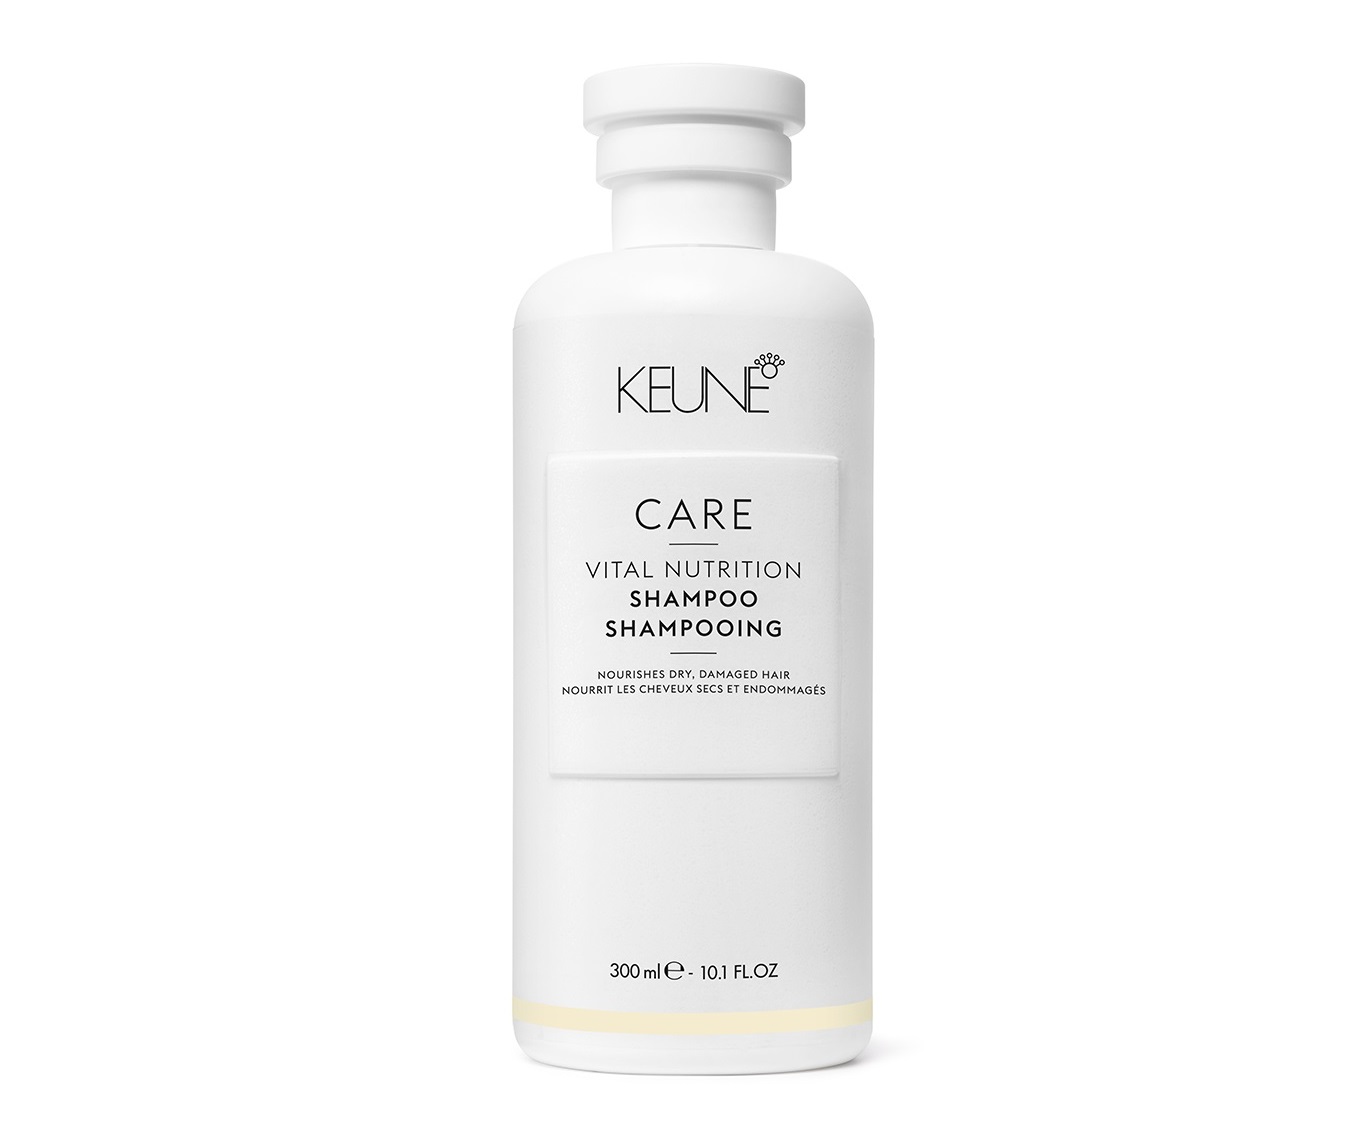 KEUNE
CARE
VITAL NUTRITION
SHAMPOO
SHAMPOOING
NOURISHES DRY, DAMAGED HAIR
NOURRIT LES CHEVEUX SECS ET ENDOMMAGÉS
300 ml ℮ - 10.1 FL.OZ